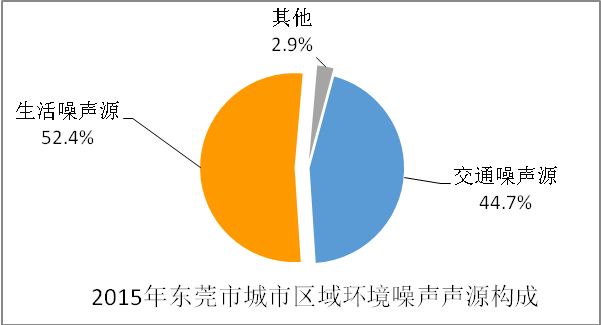 其他
2.9%
生活噪声源
52.4%
交通噪声源
44.7%
2015年东莞市城市区域环境噪声声源构成